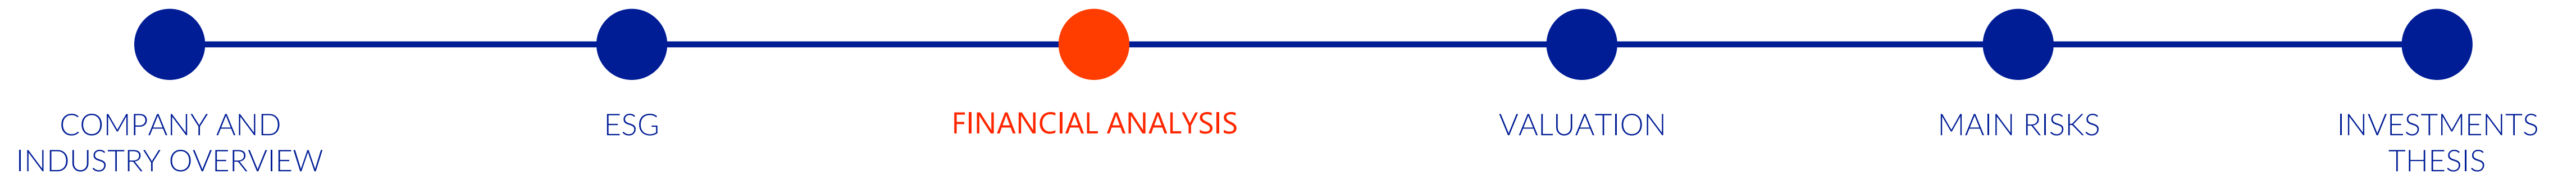 COMPANY AND
INDUSTRY OVERVIEW
ESG
FINANCIAL ANALYSIS
VALUATION
MAIN RISKS
INVESTMENTS
THESIS